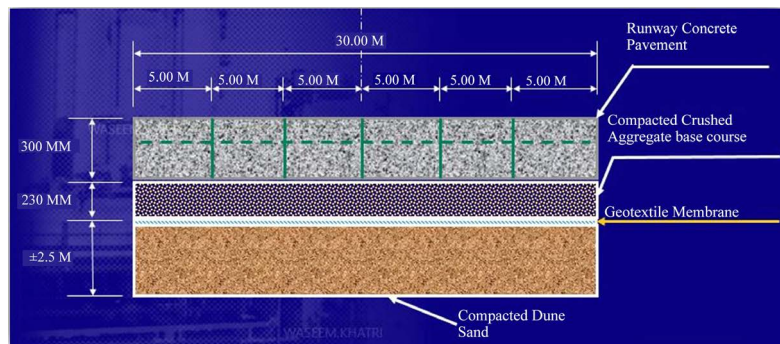 30.00 M
5.00 M 5.00 M 5.00 M 5.00 M 5.00 M 5.00 M
Runway Concrete
Pavement
Compacted Crushed
Aggregate base course
WASEEM
300 MM
230 MM
Geotextile Membrane
±2.5 M
Compacted Dune
Sand
WASEEM.KHATRI